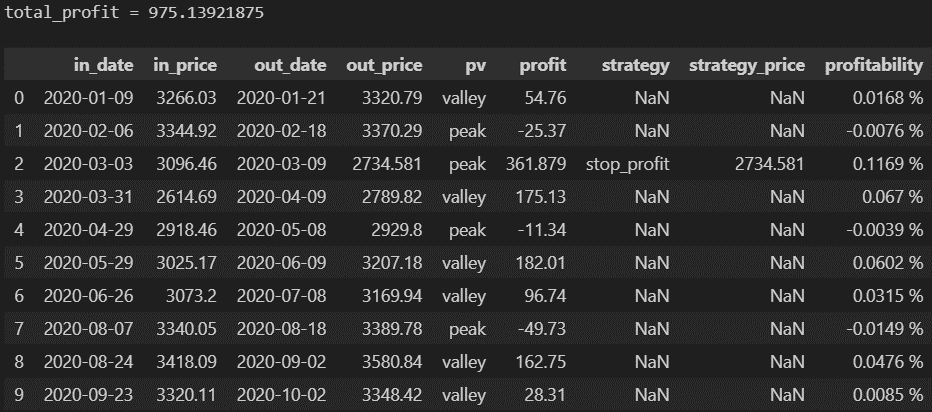 total_profit = 975.13921875
in_date in_price out_date out_price pv profit strategy strategy_price profitability
0 2020-01-09 3266.03 2020-01-21 3320.79 valley 54.76 NaN NaN 0.0168 %
1 2020-02-06 3344.92 2020-02-18 3370.29 peak -25.37 NaN NaN -0.0076 %
2 2020-03-03 3096.46 2020-03-09 2734.581 peak 361.879 stop_profit 2734.581 0.1169 %
3 2020-03-31 2614.69 2020-04-09 2789.82 valley 175.13 NaN NaN 0.067 %
4 2020-04-29 2918.46 2020-05-08 2929.8 peak -11.34 NaN NaN -0.0039 %
5 2020-05-29 3025.17 2020-06-09 3207.18 valley 182.01 NaN NaN 0.0602 %
6 2020-06-26 3073.2 2020-07-08 3169.94 valley 96.74 NaN NaN 0.0315 %
7 2020-08-07 3340.05 2020-08-18 3389.78 peak -49.73 NaN NaN -0.0149 %
8 2020-08-24 3418.09 2020-09-02 3580.84 valley 162.75 NaN NaN 0.0476 %
9 2020-09-23 3320.11 2020-10-02 3348.42 valley 28.31 NaN NaN 0.0085 %